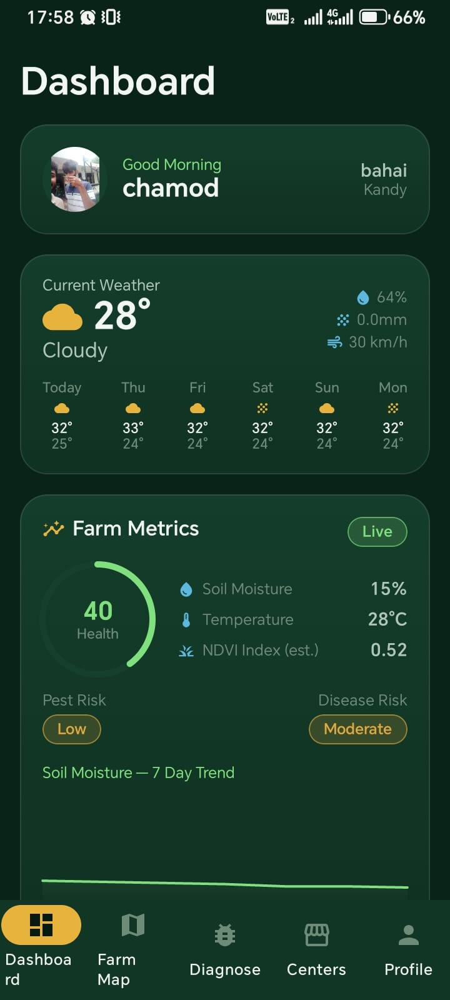 17:58 VoLTE 2 4G 66%
Dashboard
Good Morning
chamod
bahai
Kandy
Current Weather
28°
Cloudy
64%
0.0mm
30 km/h
Today Thu Fri Sat Sun Mon
32° 33° 32° 32° 32° 32°
25° 24° 24° 24° 24° 24°
Farm Metrics
Live
40
Health
Soil Moisture 15%
Temperature 28°C
NDVI Index (est.) 0.52
Pest Risk Disease Risk
Low Moderate
Soil Moisture — 7 Day Trend
Dashboa
rd
Farm
Map
Diagnose
Centers
Profile